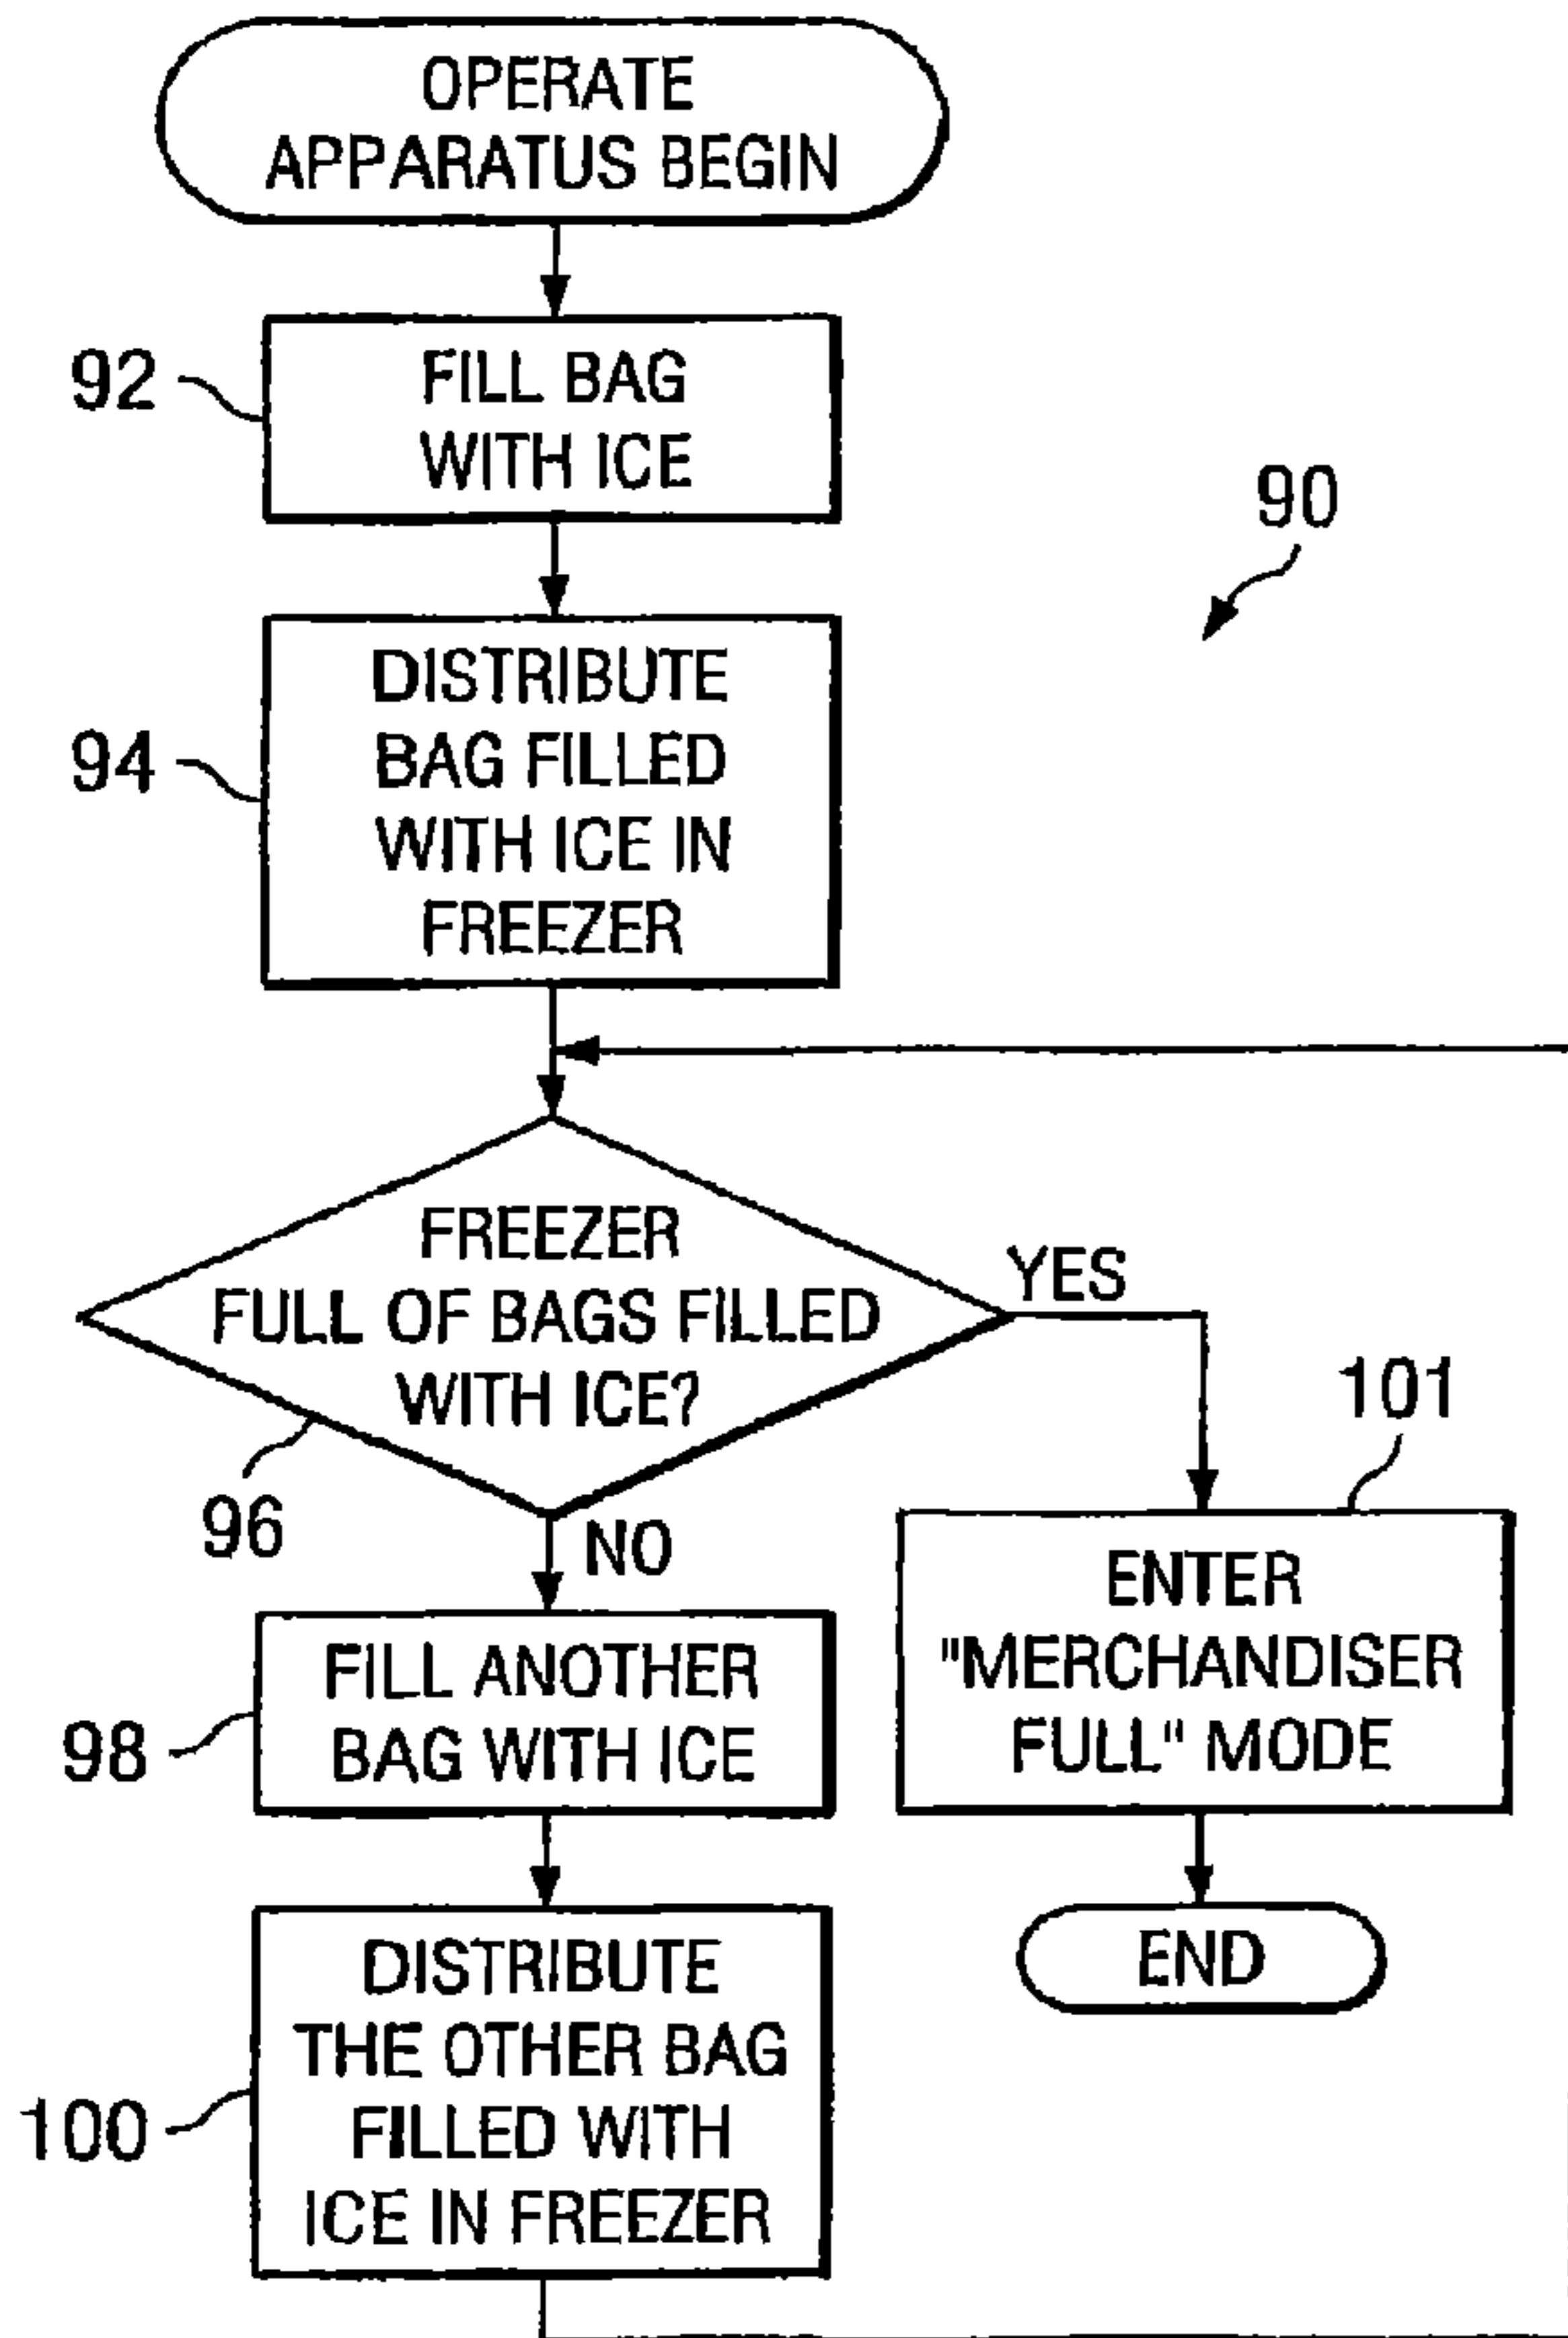 OPERATE
APPARATUS BEGIN
92
FILL BAG
WITH ICE
90
94
DISTRIBUTE
BAG FILLED
WITH ICE IN
FREEZER
FREEZER
FULL OF BAGS FILLED
WITH ICE?
YES
96
NO
101
98
FILL ANOTHER
BAG WITH ICE
ENTER
"MERCHANDISER
FULL" MODE
100
DISTRIBUTE
THE OTHER BAG
FILLED WITH
ICE IN FREEZER
END